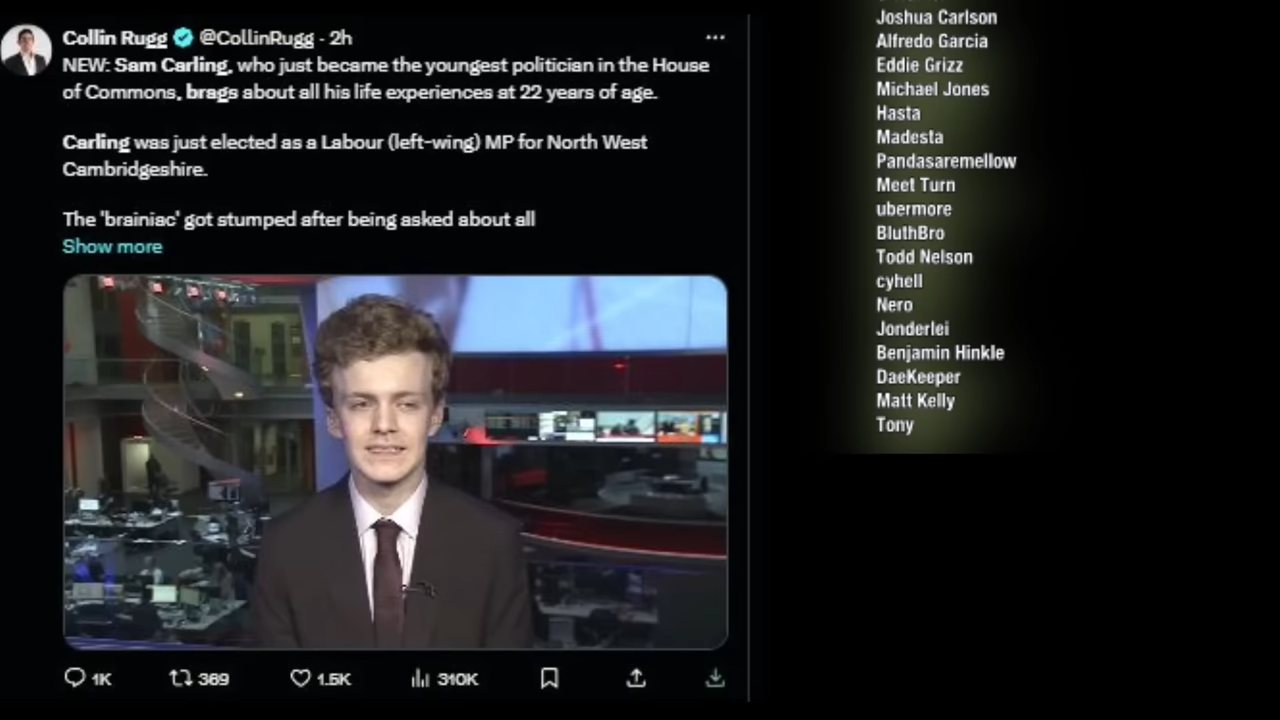 Collin Rugg @CollinRugg · 2h
NEW: Sam Carling, who just became the youngest politician in the House
of Commons, brags about all his life experiences at 22 years of age.
Carling was just elected as a Labour (left-wing) MP for North West
Cambridgeshire.
The 'brainiac' got stumped after being asked about all
Show more
1K 369 1.5K 310K
Joshua Carlson
Alfredo Garcia
Eddie Grizz
Michael Jones
Hasta
Madesta
Pandasaremellow
Meet Turn
ubermore
BluthBro
Todd Nelson
cyhell
Nero
Jonderlei
Benjamin Hinkle
DaeKeeper
Matt Kelly
Tony